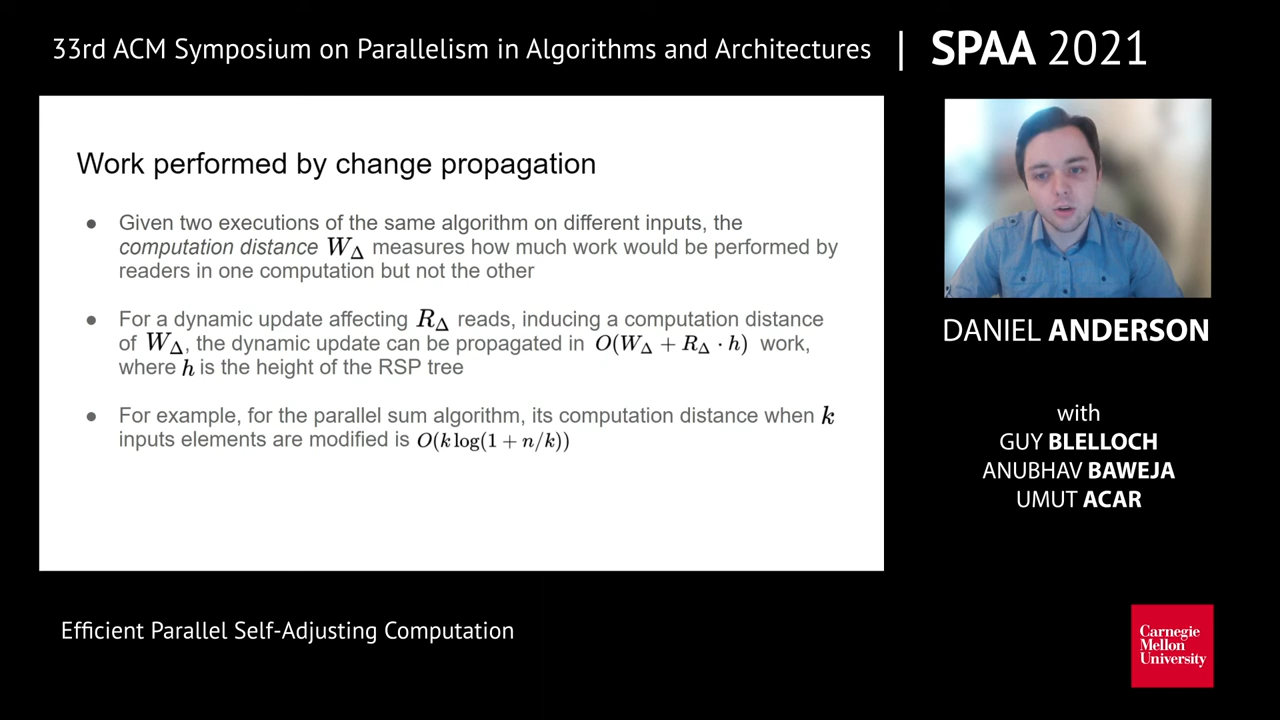 33rd ACM Symposium on Parallelism in Algorithms and Architectures | SPAA 2021
Work performed by change propagation
● Given two executions of the same algorithm on different inputs, the
computation distance W_Δ measures how much work would be performed by
readers in one computation but not the other
● For a dynamic update affecting R_Δ reads, inducing a computation distance
of W_Δ, the dynamic update can be propagated in O(W_Δ + R_Δ · h) work,
where h is the height of the RSP tree
● For example, for the parallel sum algorithm, its computation distance when k
inputs elements are modified is O(k log(1 + n/k))
DANIEL ANDERSON
with
GUY BLELLOCH
ANUBHAV BAWEJA
UMUT ACAR
Efficient Parallel Self-Adjusting Computation
Carnegie
Mellon
University